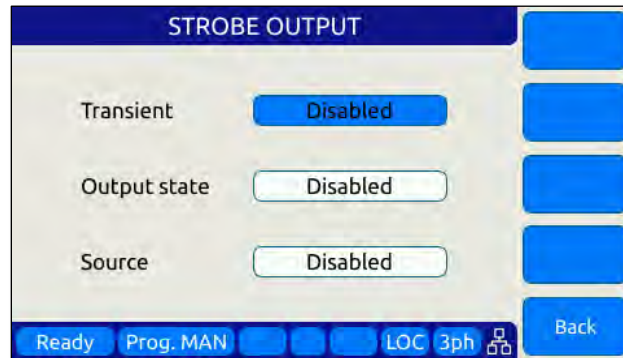 STROBE OUTPUT
Transient Disabled
Output state Disabled
Source Disabled
Back
Ready Prog. MAN LOC 3ph